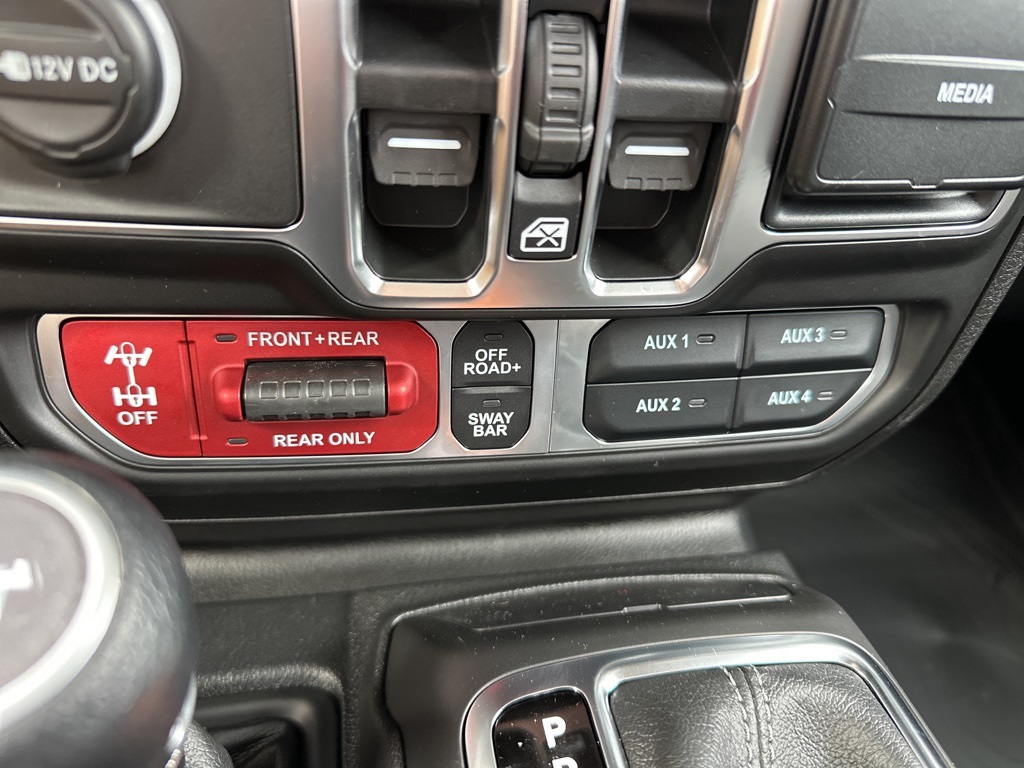 12V DC
MEDIA
FRONT+REAR
OFF
REAR ONLY
OFF
ROAD+
SWAY
BAR
AUX 1
AUX 3
AUX 2
AUX 4
P